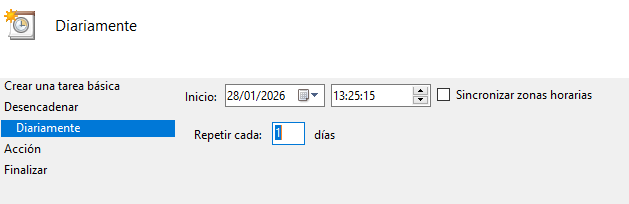 Diariamente
Crear una tarea básica
Inicio: 28/01/2026 13:25:15 Sincronizar zonas horarias
Desencadenar
Diariamente
Repetir cada: 1 días
Acción
Finalizar